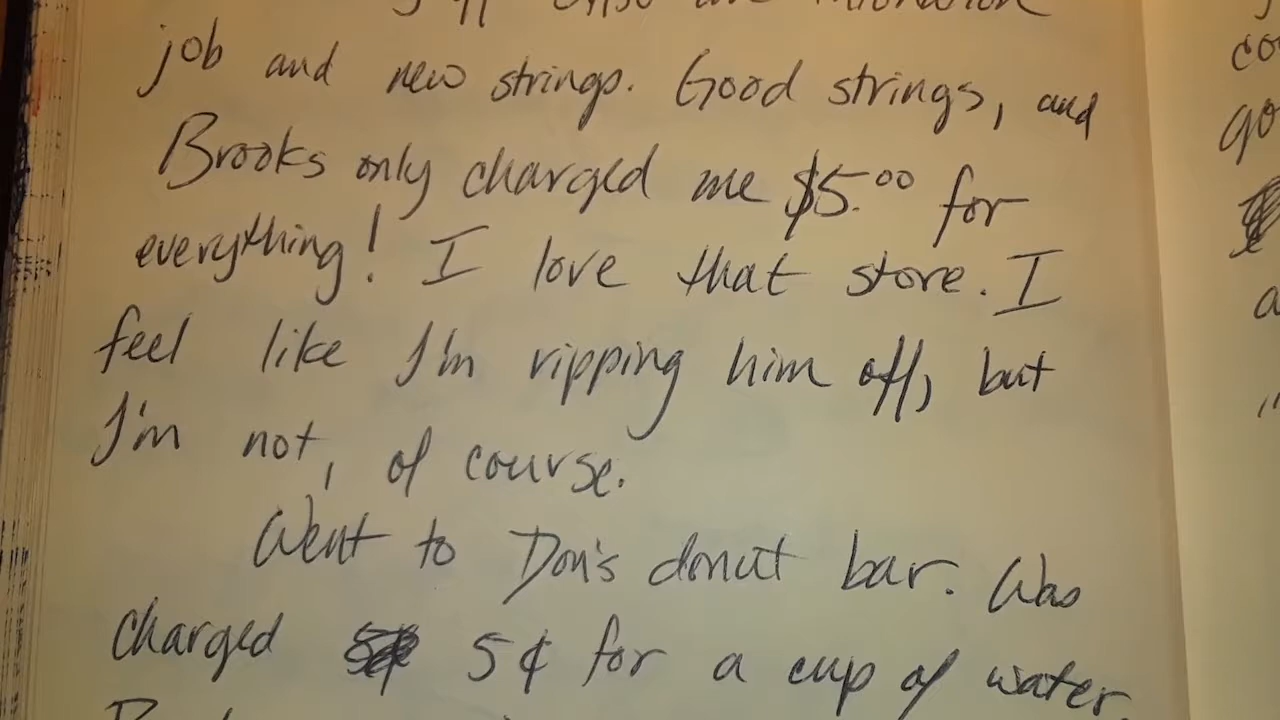 job and new strings. Good strings, and
Brooks only charged me $5.00 for
everything! I love that store. I
feel like I'm ripping him off, but
I'm not, of course.
Went to Don's donut bar. Was
charged 5¢ for a cup of water.